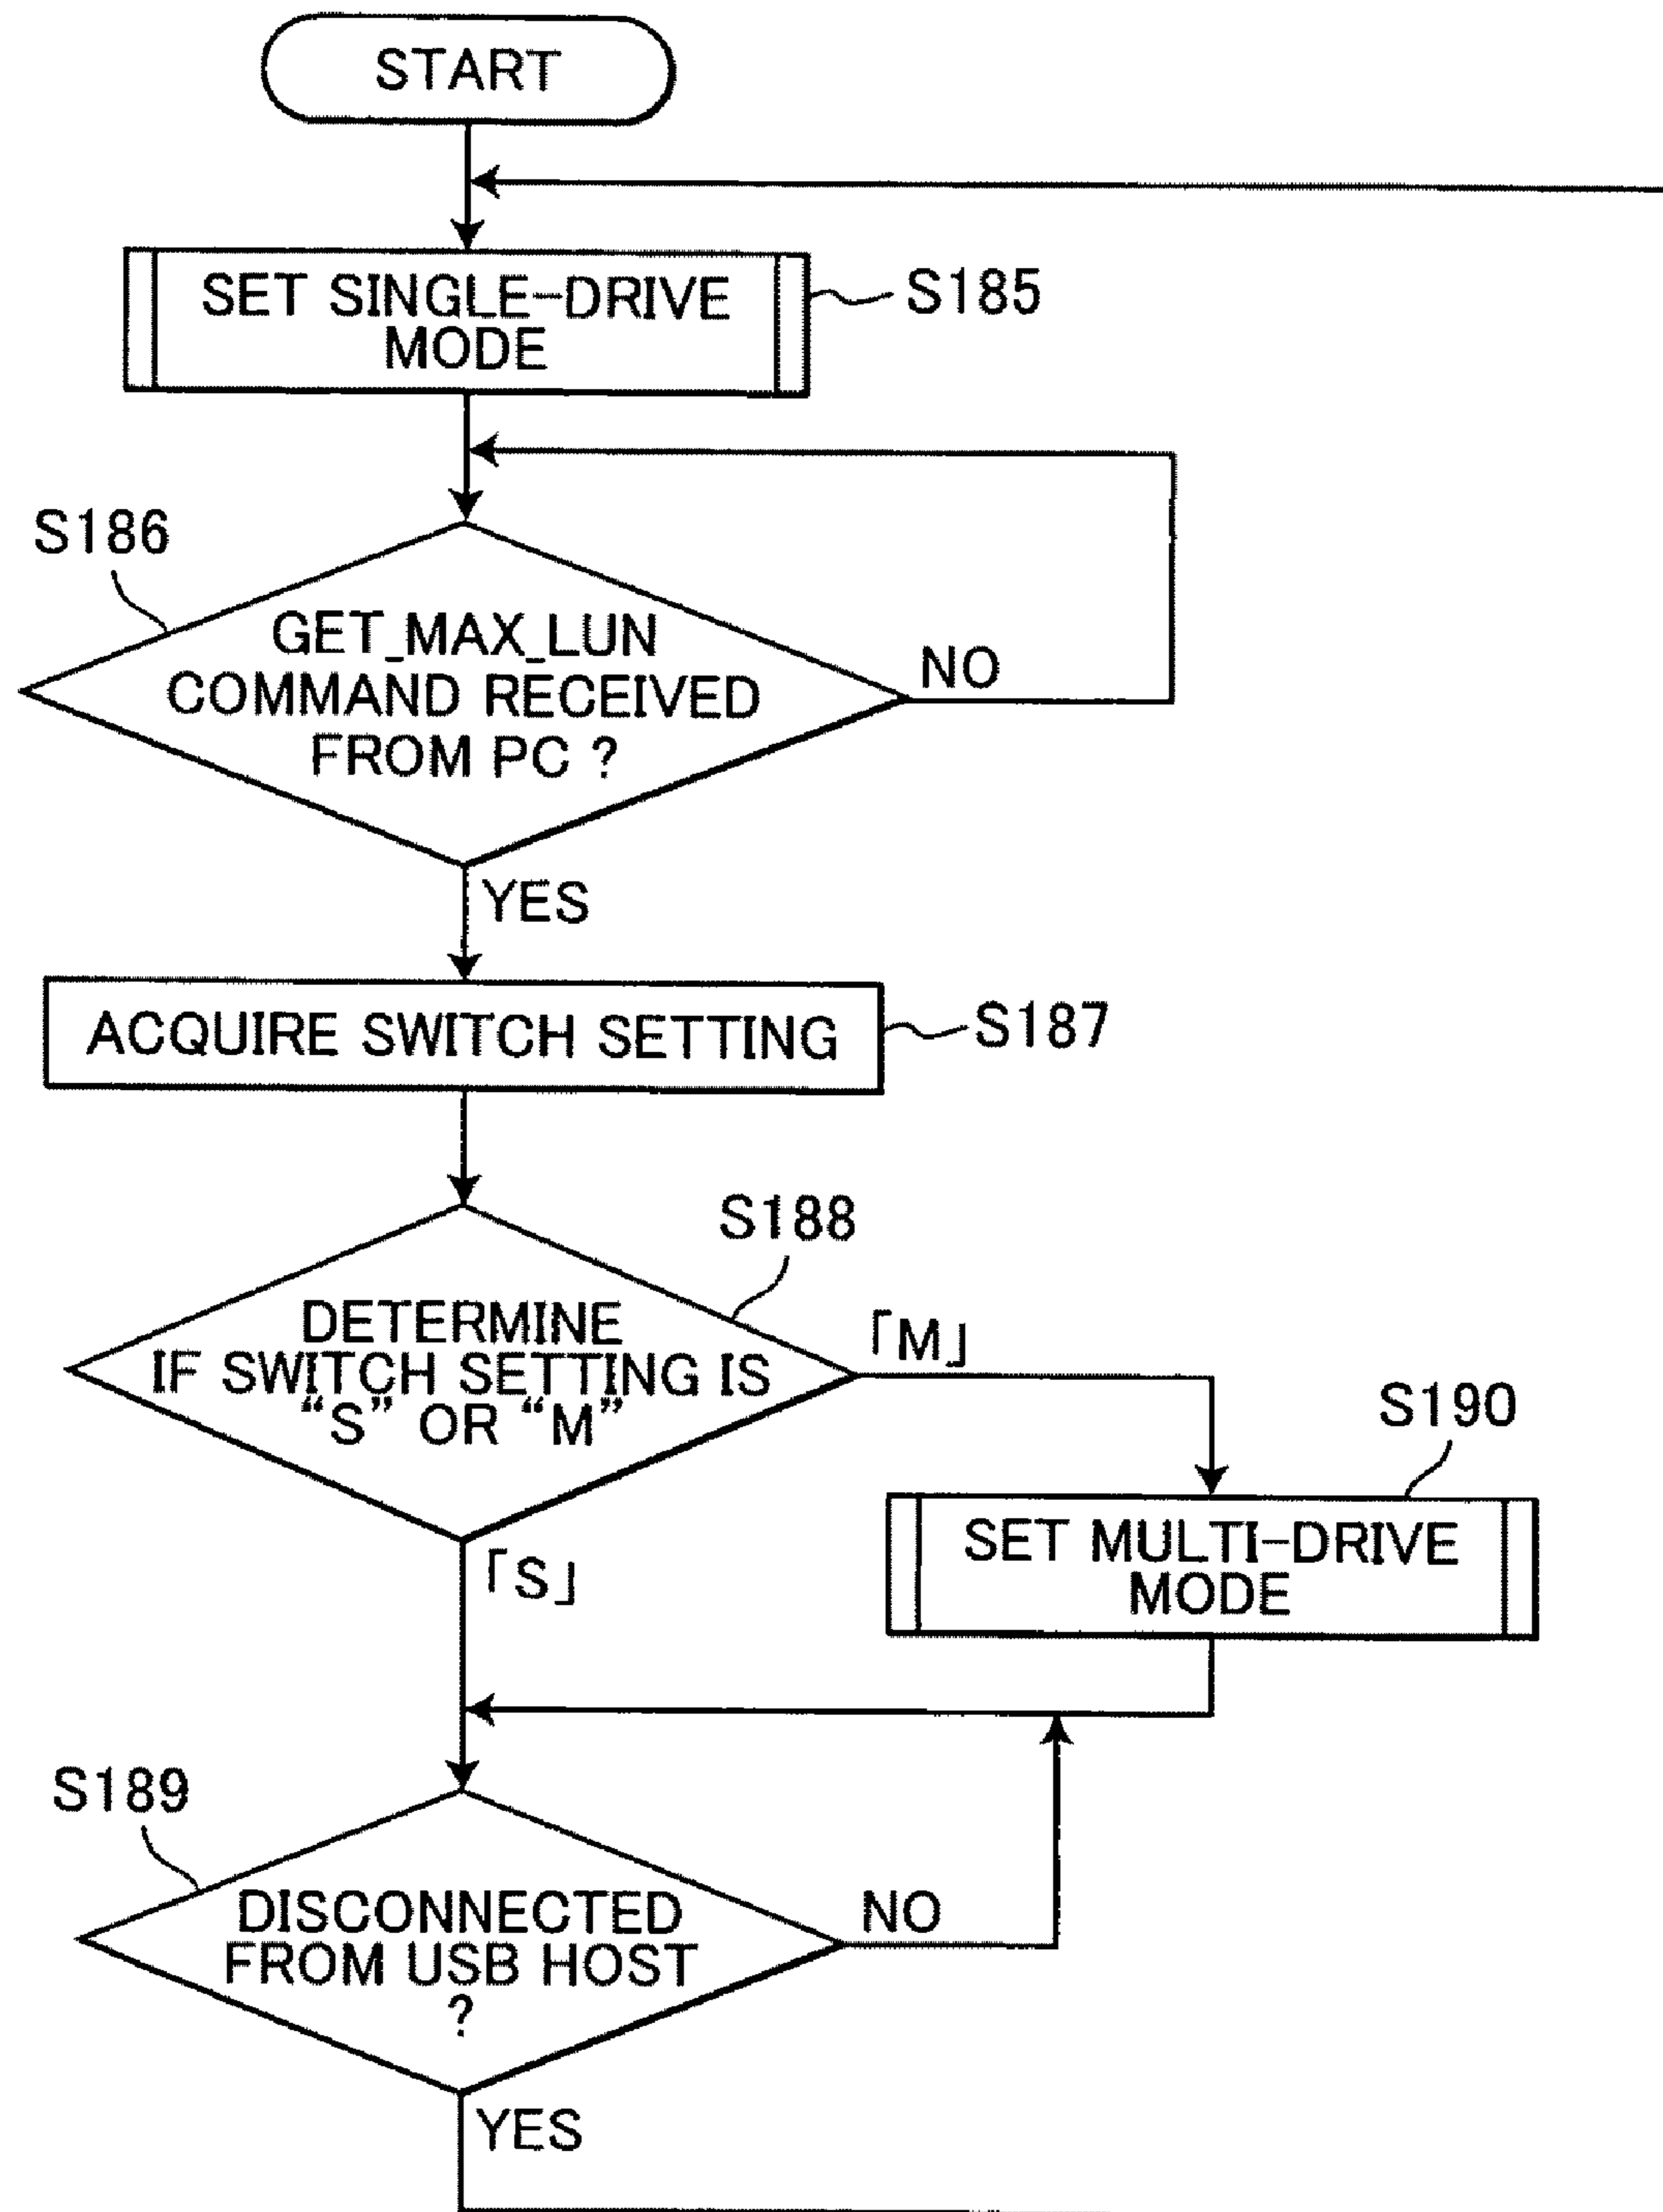 START
SET SINGLE-DRIVE
MODE
S185
S186
GET_MAX_LUN
COMMAND RECEIVED
FROM PC ?
NO
YES
ACQUIRE SWITCH SETTING
S187
S188
DETERMINE
IF SWITCH SETTING IS
“S” OR “M”
「M」
S190
SET MULTI-DRIVE
MODE
「S」
S189
DISCONNECTED
FROM USB HOST
?
NO
YES